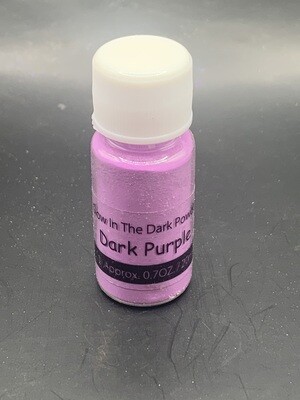 In The Dark
Dark Purple
Approx. 0.7OZ. /